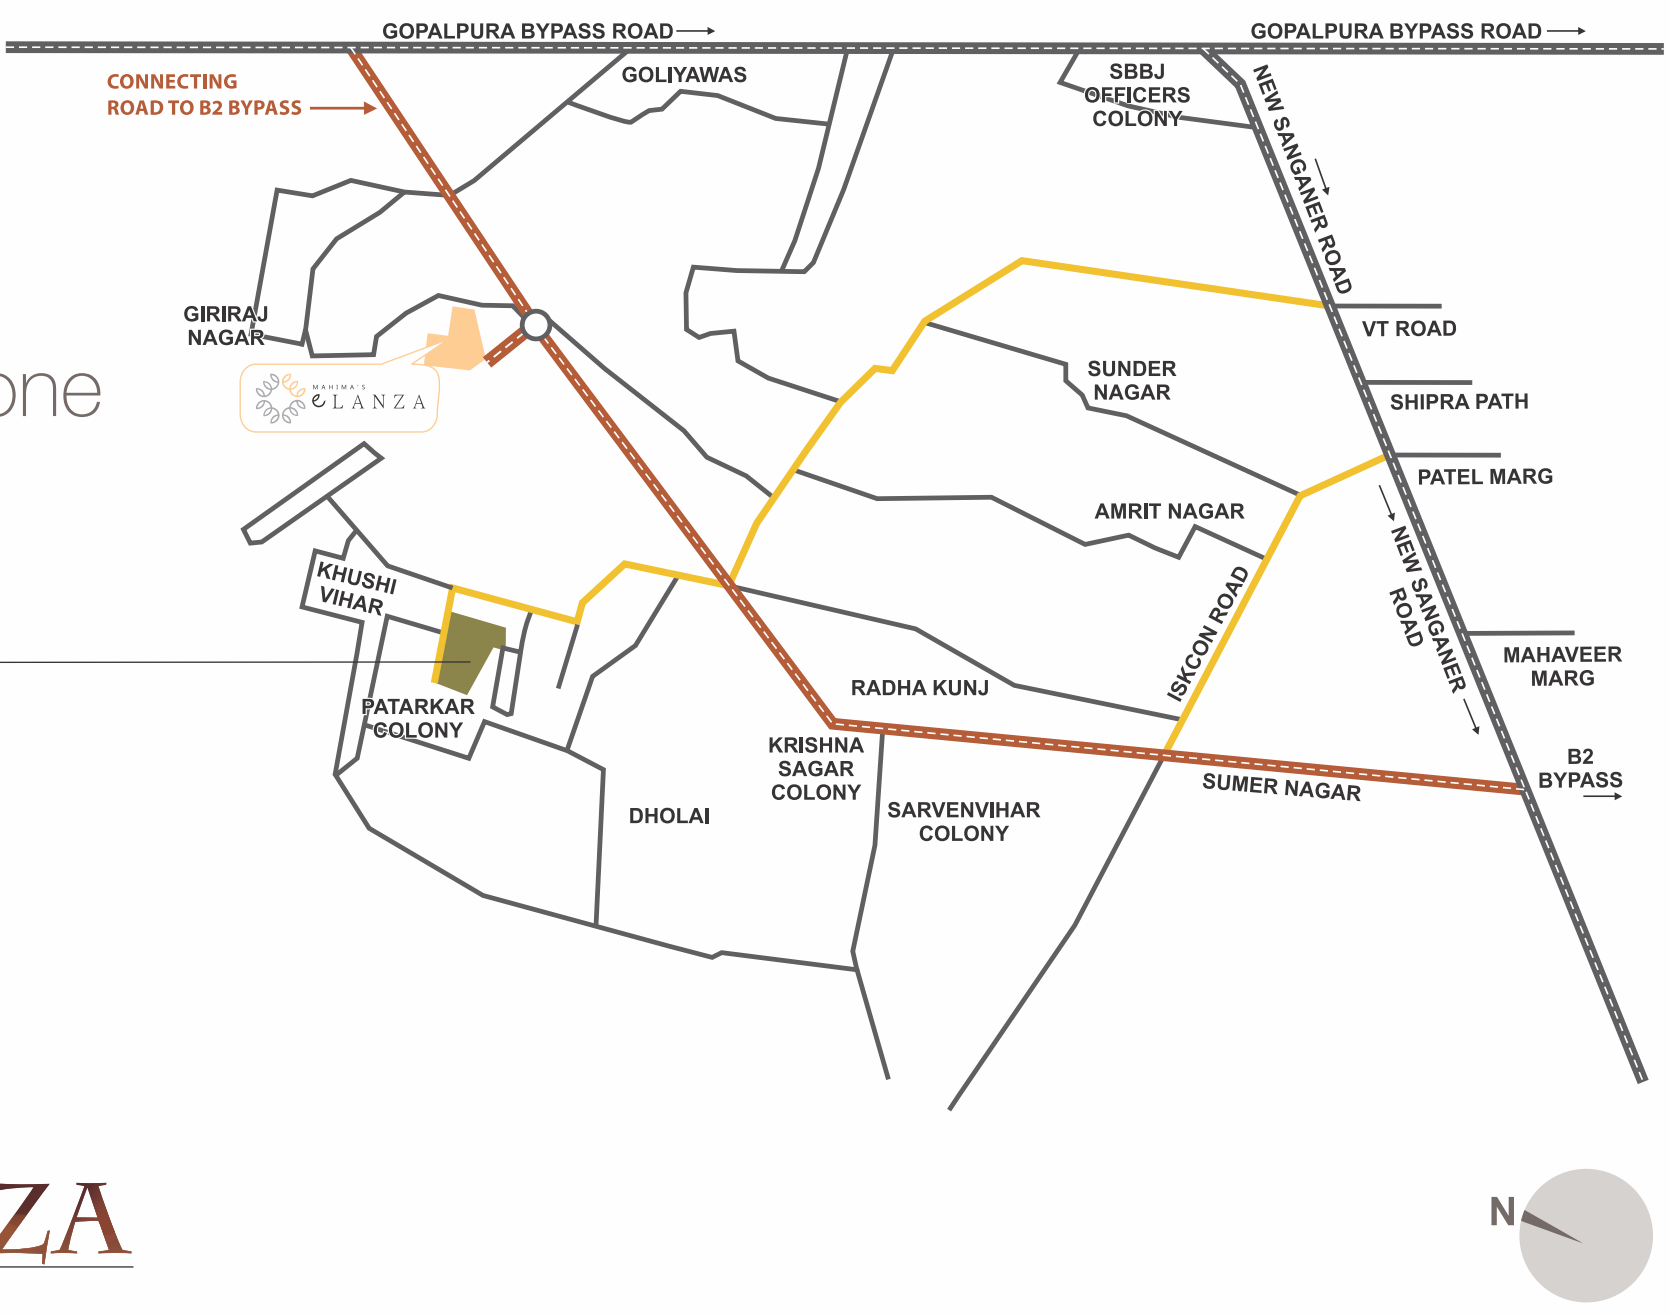 GOPALPURA BYPASS ROAD
GOPALPURA BYPASS ROAD
CONNECTING
ROAD TO B2 BYPASS
GOLIYAWAS
SBBJ
OFFICERS
COLONY
NEW SANGANER ROAD
GIRIRAJ
NAGAR
VT ROAD
SUNDER
NAGAR
one
MAHIMA'S
eLANZA
SHIPRA PATH
PATEL MARG
AMRIT NAGAR
NEW SANGANER
ROAD
KHUSHI
VIHAR
ISKCON ROAD
MAHAVEER
MARG
RADHA KUNJ
PATARKAR
COLONY
KRISHNA
SAGAR
COLONY
B2
BYPASS
SUMER NAGAR
DHOLAI
SARVENVIHAR
COLONY
ZA
N